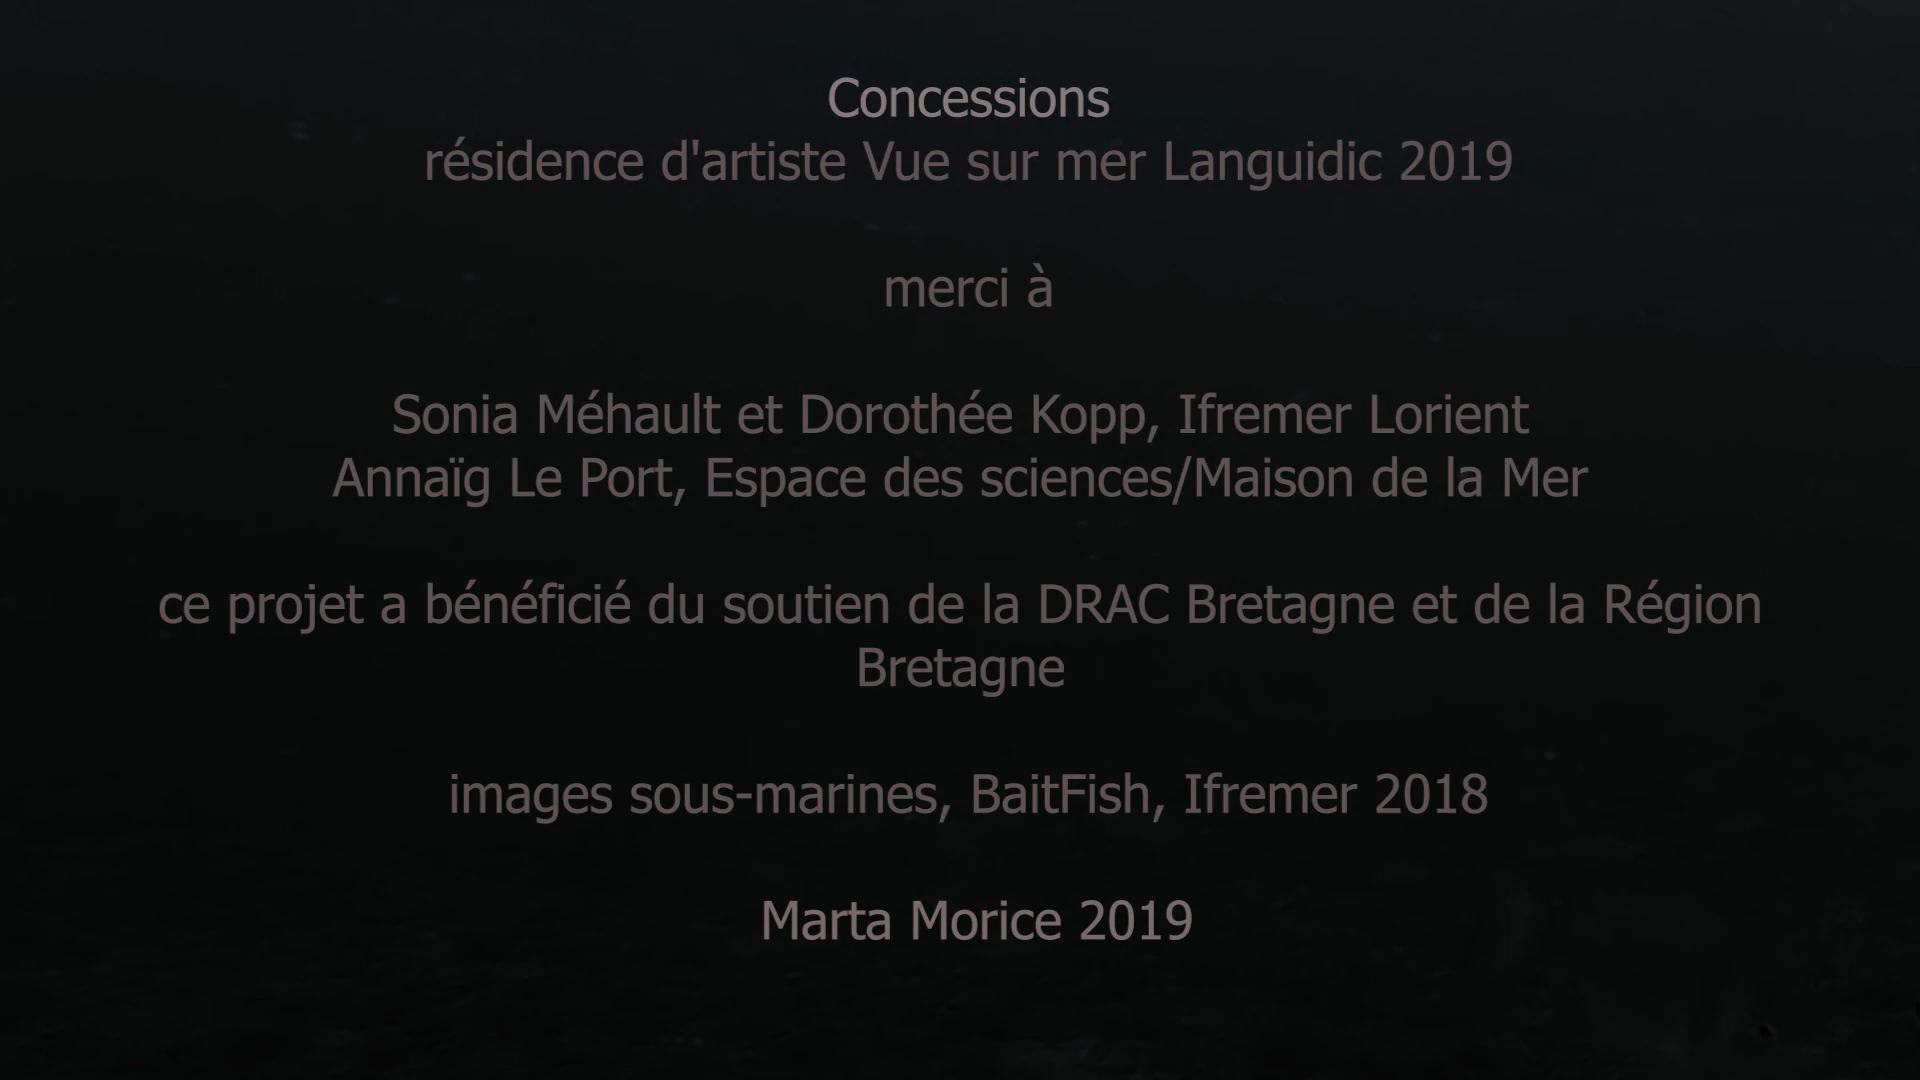 Concessions
résidence d'artiste Vue sur mer Languidic 2019
merci à
Sonia Méhault et Dorothée Kopp, Ifremer Lorient
Annaïg Le Port, Espace des sciences/Maison de la Mer
ce projet a bénéficié du soutien de la DRAC Bretagne et de la Région
Bretagne
images sous-marines, BaitFish, Ifremer 2018
Marta Morice 2019